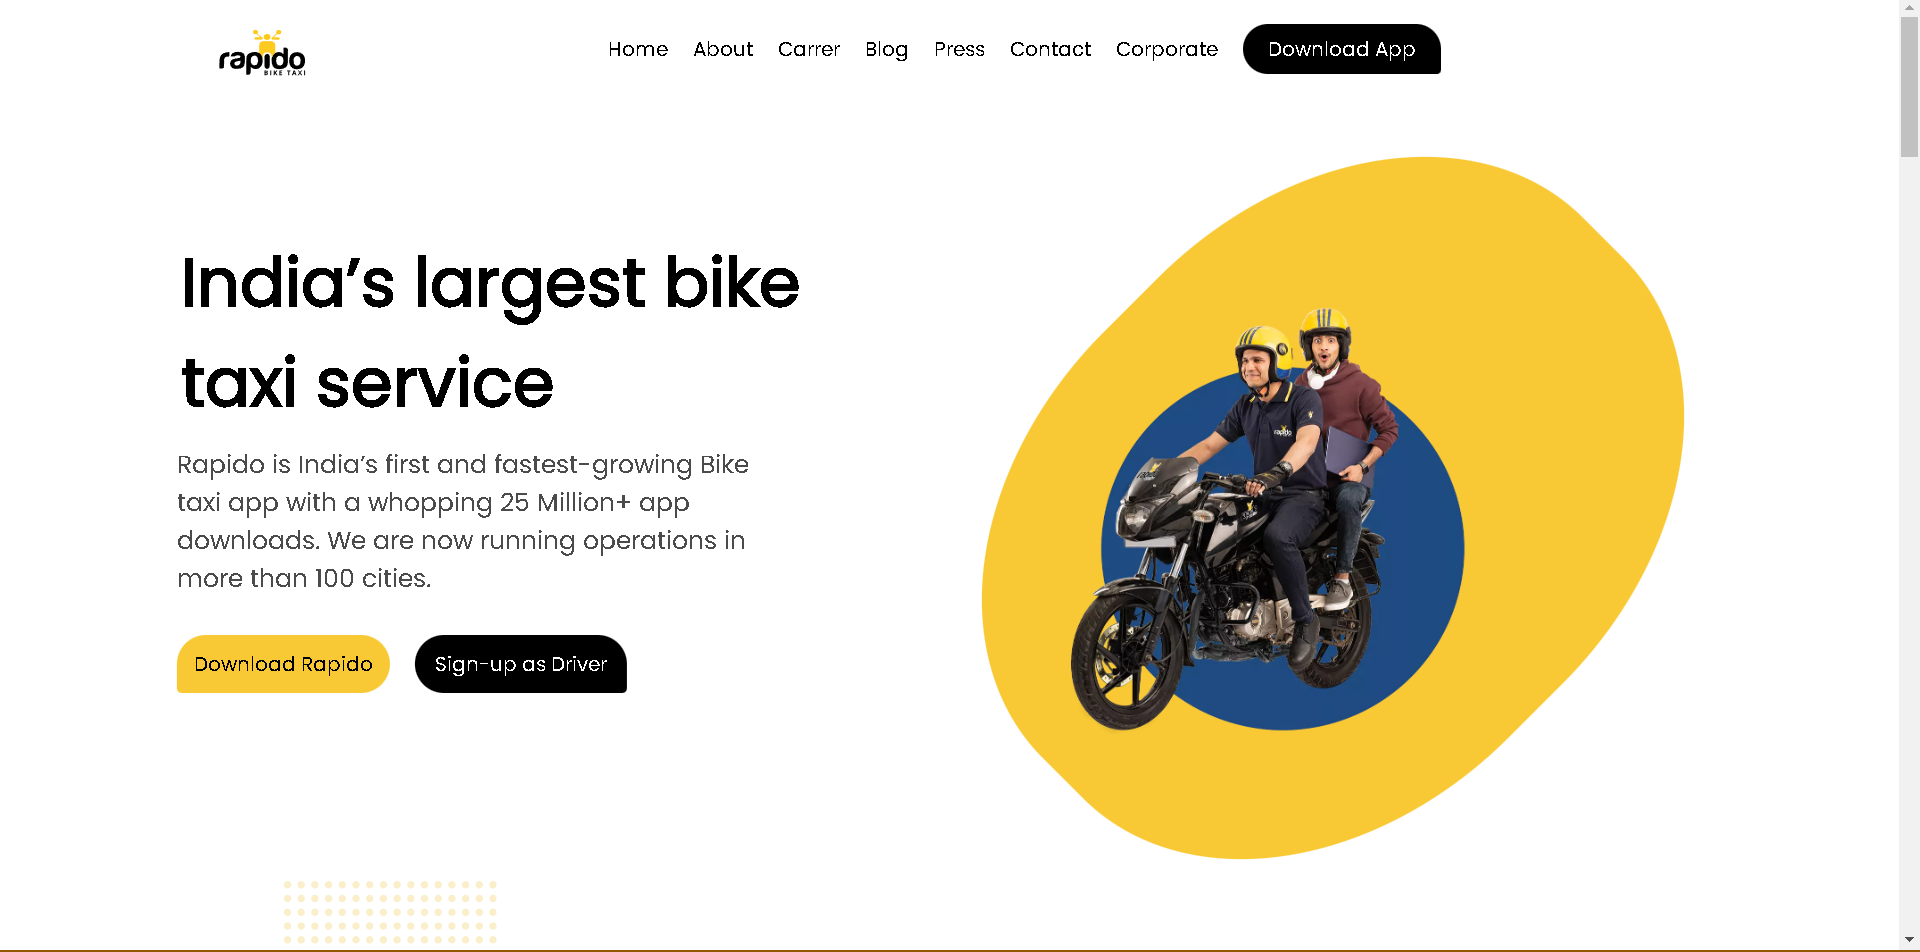 rapido
BIKE TAXI
Home About Carrer Blog Press Contact Corporate Download App
India’s largest bike
taxi service
Rapido is India’s first and fastest-growing Bike
taxi app with a whopping 25 Million+ app
downloads. We are now running operations in
more than 100 cities.
Download Rapido Sign-up as Driver
rapido